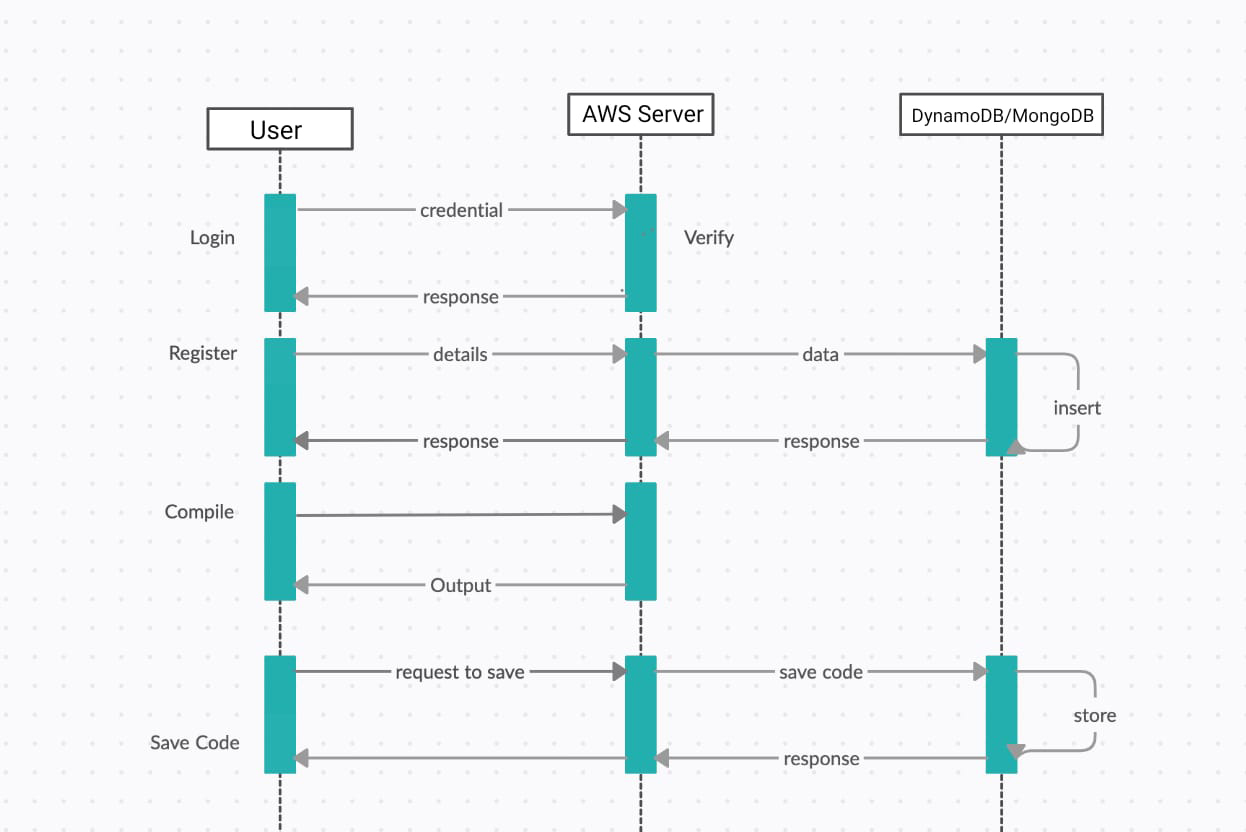 User
AWS Server
DynamoDB/MongoDB
credential
Login
Verify
response
Register
details
data
insert
response
response
Compile
Output
request to save
save code
store
Save Code
response